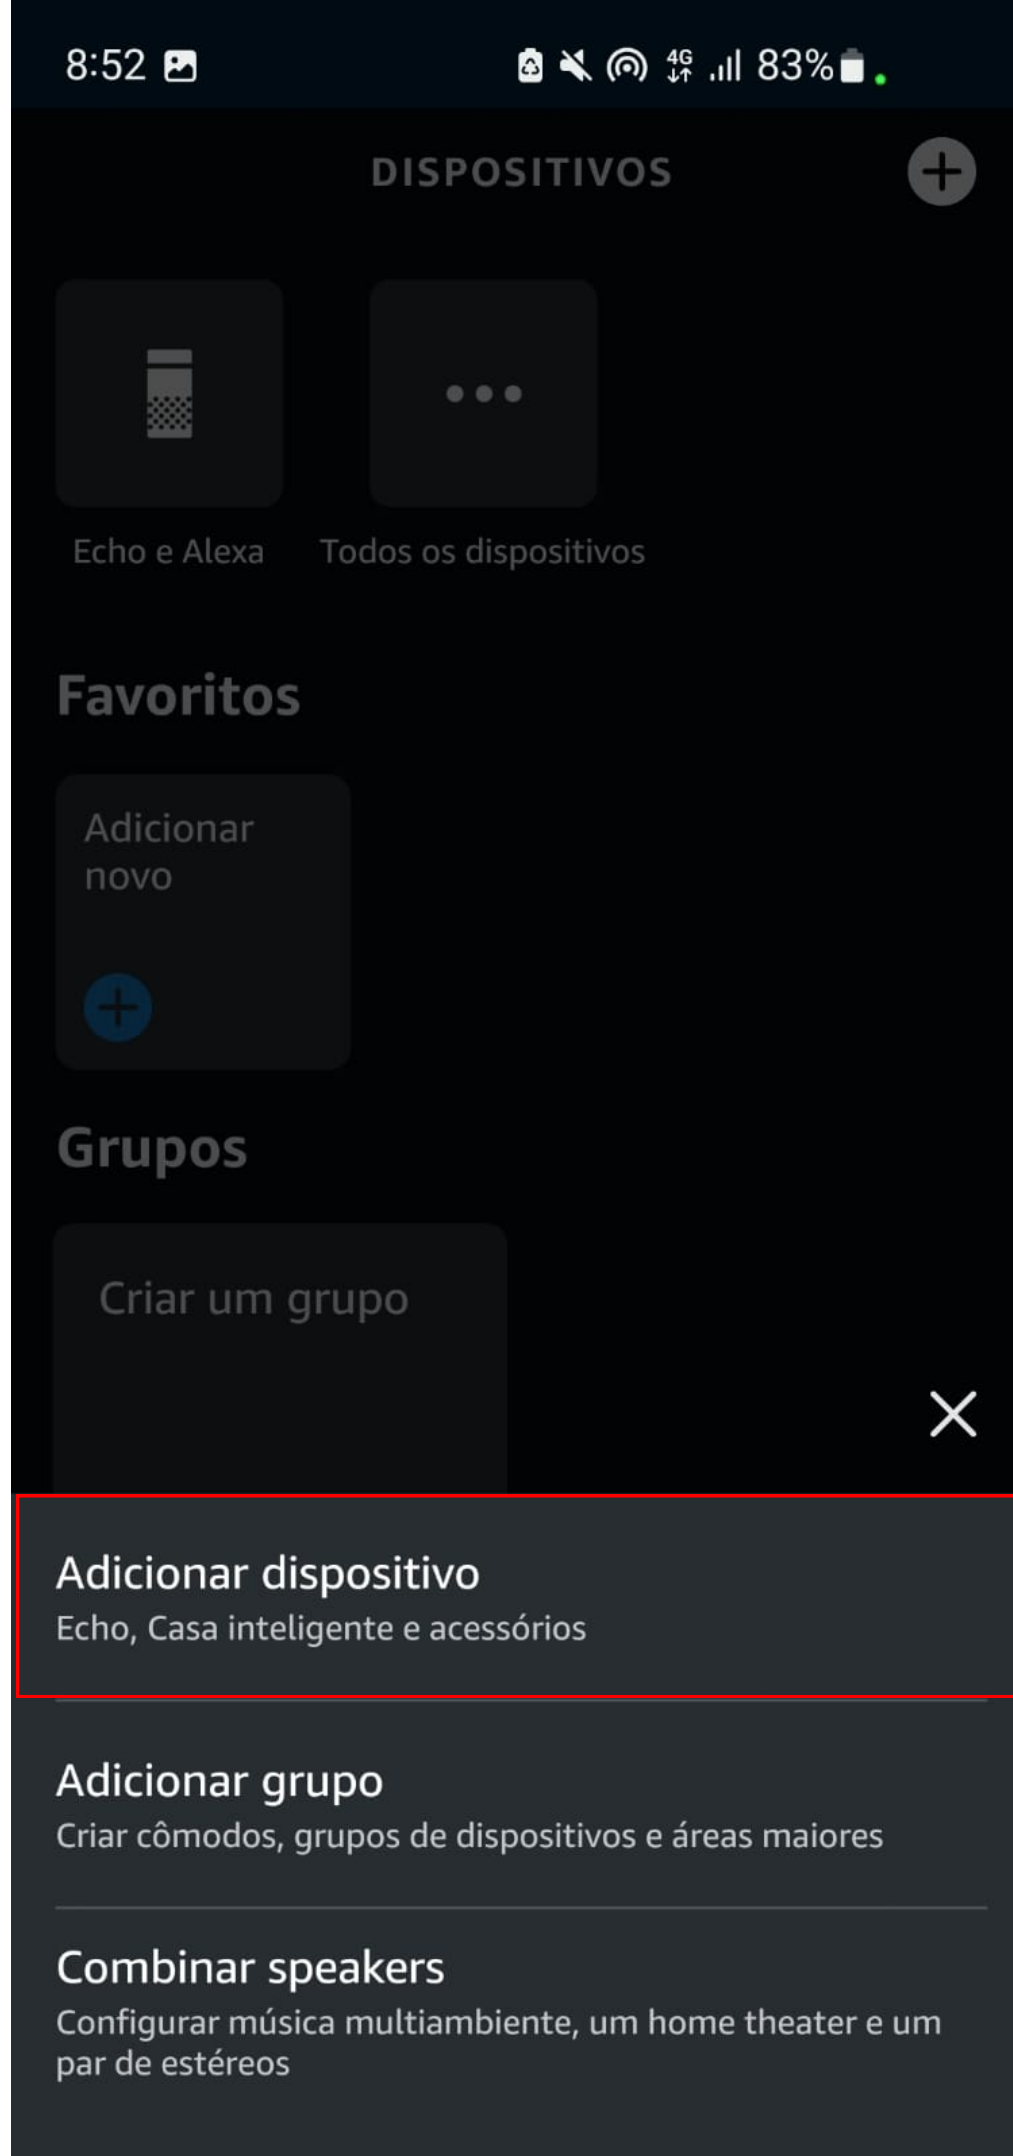 8:52 4G 83%
DISPOSITIVOS
Echo e Alexa Todos os dispositivos
Favoritos
Adicionar
novo
Grupos
Criar um grupo
Adicionar dispositivo
Echo, Casa inteligente e acessórios
Adicionar grupo
Criar cômodos, grupos de dispositivos e áreas maiores
Combinar speakers
Configurar música multiambiente, um home theater e um
par de estéreos